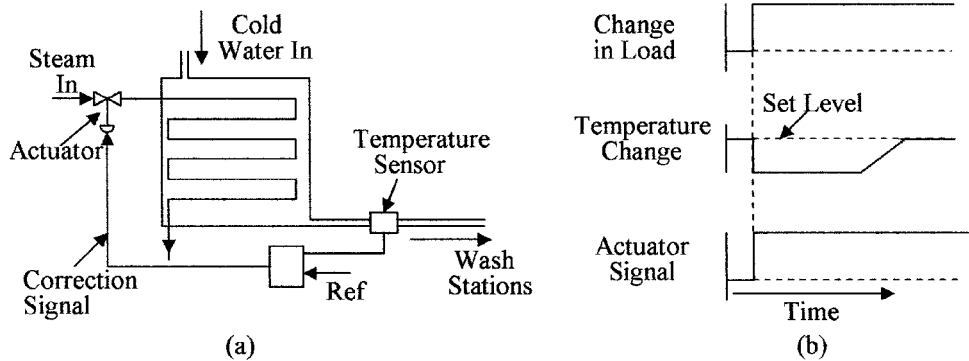 Cold
Water In
Steam
In
Actuator
Temperature
Sensor
Correction
Signal
Ref
Wash
Stations
(a)
Change
in Load
Set Level
Temperature
Change
Actuator
Signal
Time
(b)